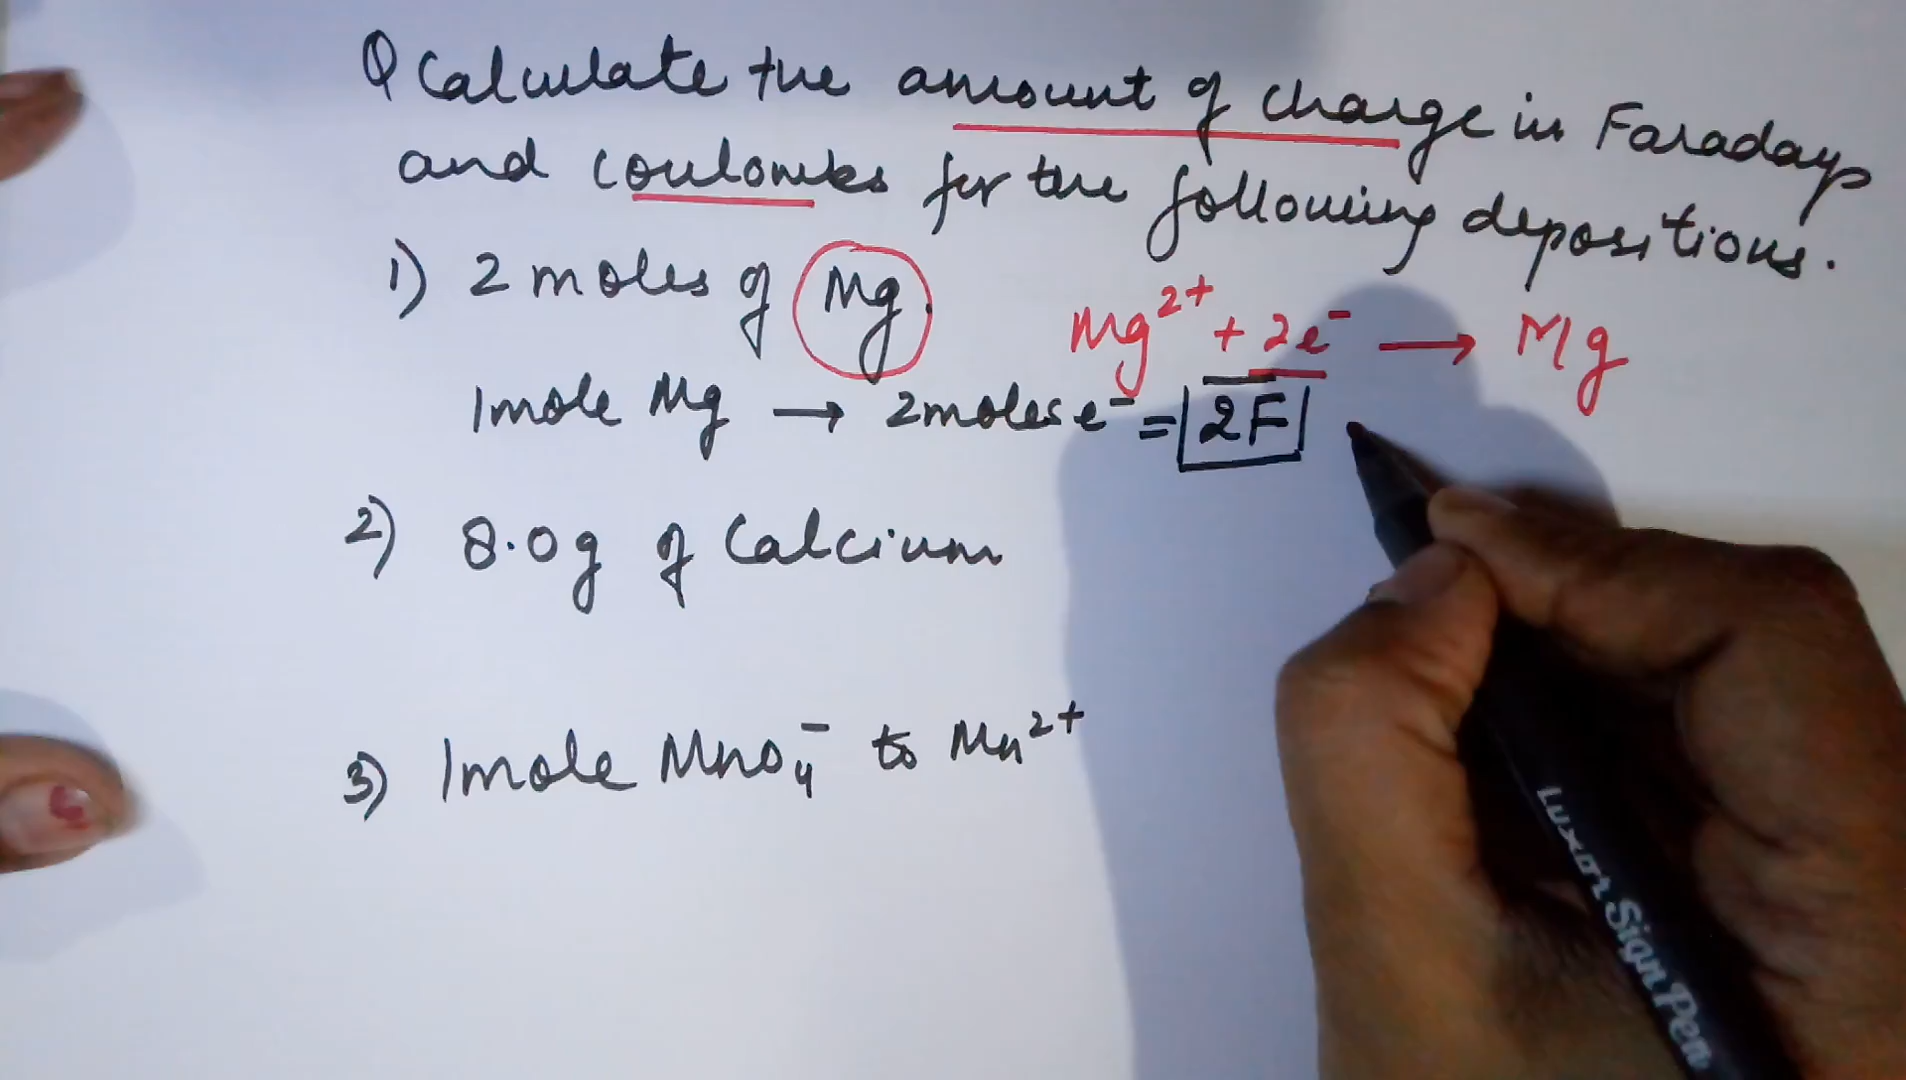 Q Calculate the amount of charge in Faradays
and coulombs for the following depositions.
1) 2 moles of Mg.
Mg²⁺ + 2e⁻ → Mg
1mole Mg → 2moles e⁻ = 2F
2) 8.0g of Calcium
3) 1mole MnO₄⁻ to Mn²⁺
Luxor Sign Pen